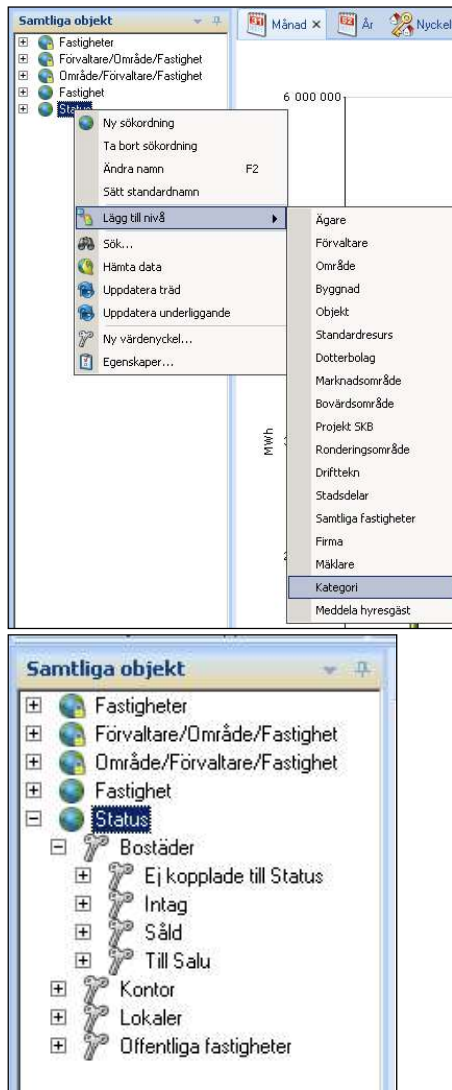 Samtliga objekt
Månad
År
Nyckel
Fastigheter
Förvaltare/Område/Fastighet
Område/Förvaltare/Fastighet
Fastighet
Status
6 000 000
Ny sökordning
Ta bort sökordning
Ändra namn F2
Sätt standardnamn
Lägg till nivå
Sök...
Hämta data
Uppdatera träd
Uppdatera underliggande
Ny värdenyckel...
Egenskaper...
Ägare
Förvaltare
Område
Byggnad
Objekt
Standardresurs
Dotterbolag
Marknadsområde
Bovärdsområde
Projekt SKB
Ronderingsområde
Drifttekn
Stadsdelar
Samtliga fastigheter
Firma
Mäklare
Kategori
Meddela hyresgäst
MWh
Samtliga objekt
Fastigheter
Förvaltare/Område/Fastighet
Område/Förvaltare/Fastighet
Fastighet
Status
Bostäder
Ej kopplade till Status
Intag
Såld
Till Salu
Kontor
Lokaler
Offentliga fastigheter